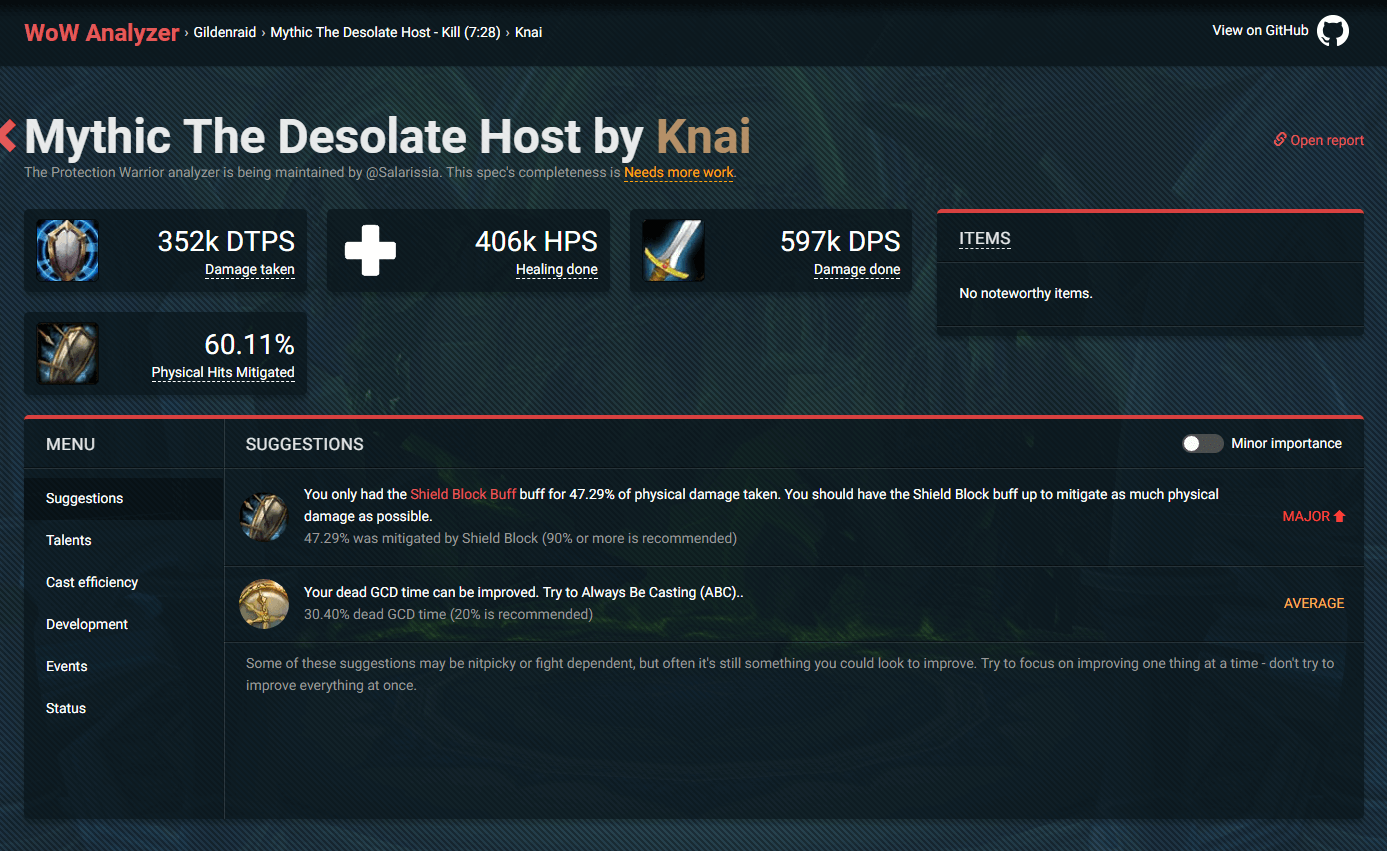 WoW Analyzer › Gildenraid › Mythic The Desolate Host - Kill (7:28) › Knai
View on GitHub
Mythic The Desolate Host by Knai
Open report
The Protection Warrior analyzer is being maintained by @Salarissia. This spec's completeness is Needs more work.
352k DTPS
Damage taken
406k HPS
Healing done
597k DPS
Damage done
ITEMS
No noteworthy items.
60.11%
Physical Hits Mitigated
MENU
Suggestions
Talents
Cast efficiency
Development
Events
Status
SUGGESTIONS
Minor importance
You only had the Shield Block Buff buff for 47.29% of physical damage taken. You should have the Shield Block buff up to mitigate as much physical
damage as possible.
47.29% was mitigated by Shield Block (90% or more is recommended)
MAJOR
Your dead GCD time can be improved. Try to Always Be Casting (ABC)..
30.40% dead GCD time (20% is recommended)
AVERAGE
Some of these suggestions may be nitpicky or fight dependent, but often it's still something you could look to improve. Try to focus on improving one thing at a time - don't try to
improve everything at once.